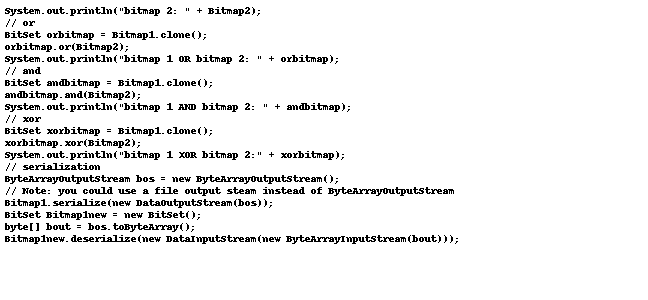 System.out.println("bitmap 2: " + Bitmap2);
// or
BitSet orbitmap = Bitmap1.clone();
orbitmap.or(Bitmap2);
System.out.println("bitmap 1 OR bitmap 2: " + orbitmap);
// and
BitSet andbitmap = Bitmap1.clone();
andbitmap.and(Bitmap2);
System.out.println("bitmap 1 AND bitmap 2: " + andbitmap);
// xor
BitSet xorbitmap = Bitmap1.clone();
xorbitmap.xor(Bitmap2);
System.out.println("bitmap 1 XOR bitmap 2:" + xorbitmap);
// serialization
ByteArrayOutputStream bos = new ByteArrayOutputStream();
// Note: you could use a file output steam instead of ByteArrayOutputStream
Bitmap1.serialize(new DataOutputStream(bos));
BitSet Bitmap1new = new BitSet();
byte[] bout = bos.toByteArray();
Bitmap1new.deserialize(new DataInputStream(new ByteArrayInputStream(bout)));